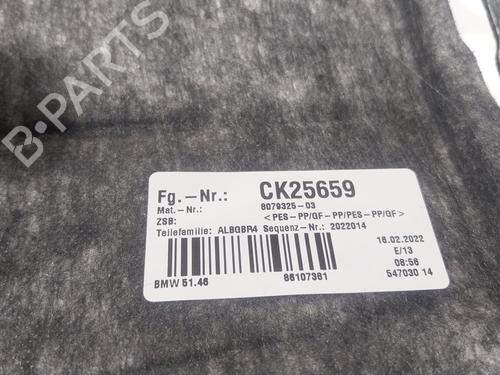 B-PARTS
Fg.-Nr.: CK25659
Mat.-Nr.: 8079325-03
ZSB: <PES-PP/GF-PP/PES-PP/GF>
Teilefamilie: ALBGBR4 Sequenz-Nr.: 2022014
16.02.2022
E/13
08:56
BMW 51.46 86107381 547030 14